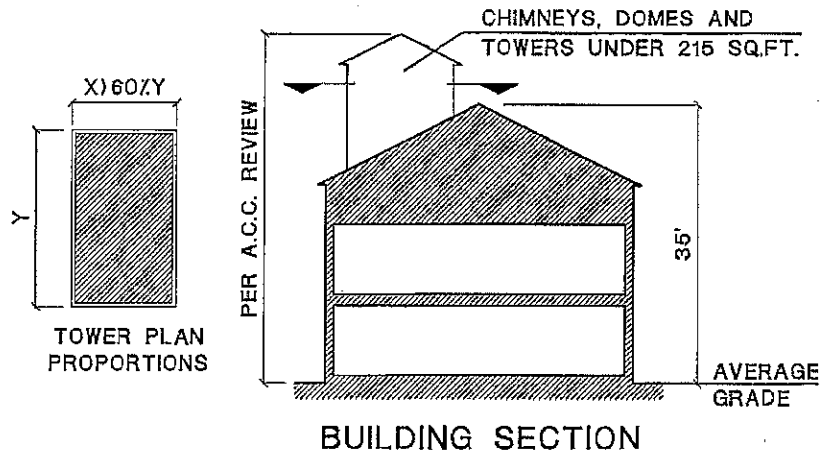 CHIMNEYS, DOMES AND
TOWERS UNDER 215 SQ.FT.
X)60%Y
Y
TOWER PLAN
PROPORTIONS
PER A.C.C. REVIEW
35'
AVERAGE
GRADE
BUILDING SECTION